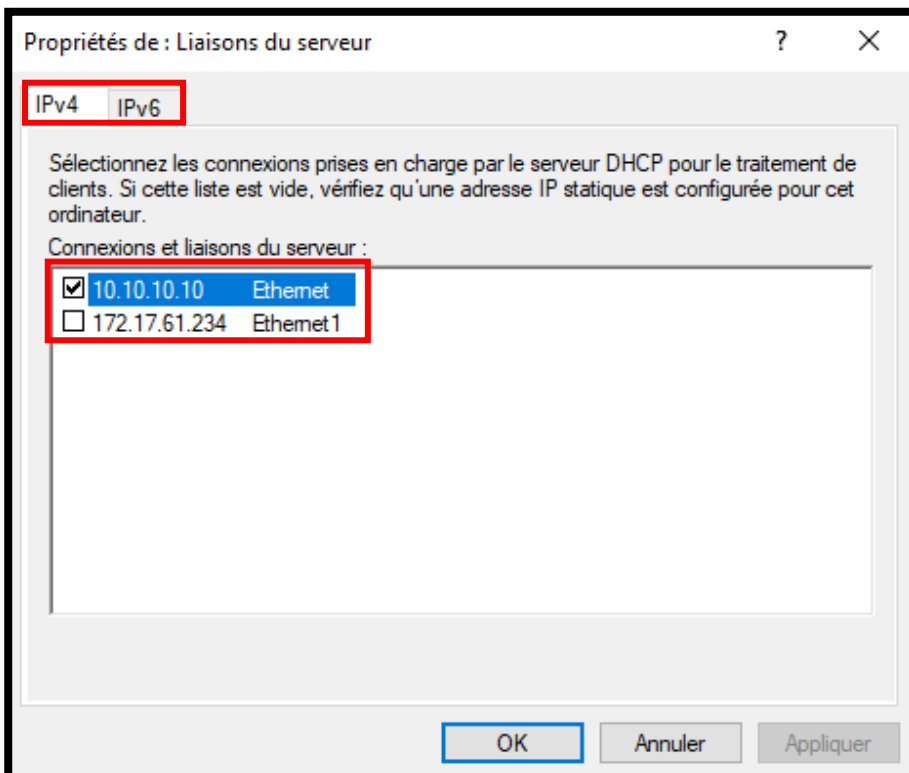 Propriétés de : Liaisons du serveur ?
IPv4 IPv6
Sélectionnez les connexions prises en charge par le serveur DHCP pour le traitement de
clients. Si cette liste est vide, vérifiez qu'une adresse IP statique est configurée pour cet
ordinateur.
Connexions et liaisons du serveur :
10.10.10.10 Ethernet
172.17.61.234 Ethernet1
OK Annuler Appliquer